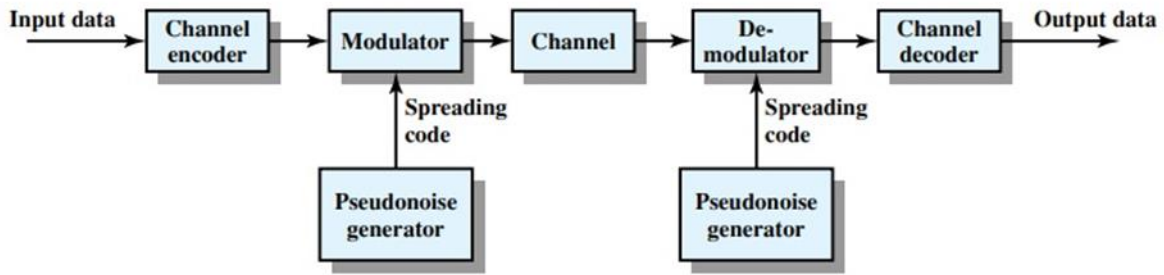 Input data
Channel
encoder
Modulator
Channel
De-
modulator
Channel
decoder
Output data
Spreading
code
Spreading
code
Pseudonoise
generator
Pseudonoise
generator